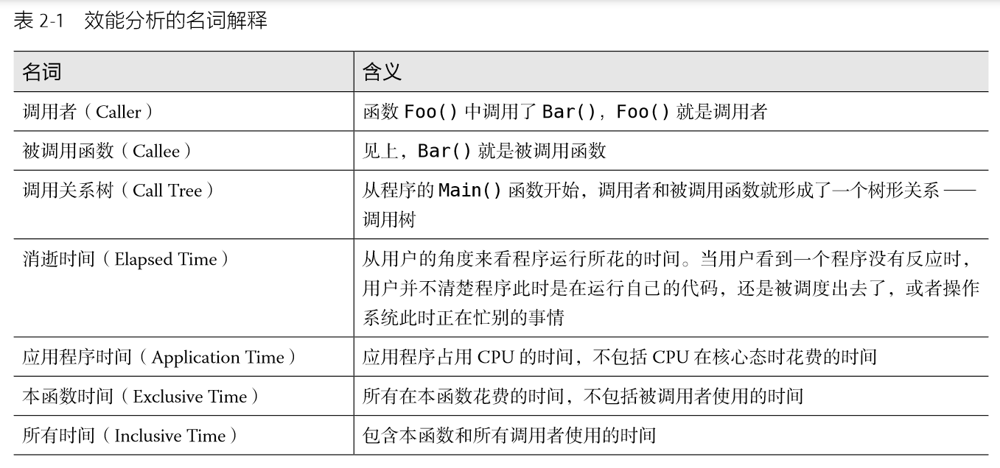 表 2-1 效能分析的名词解释
名词
含义
调用者（Caller）
函数 Foo() 中调用了 Bar()，Foo() 就是调用者
被调用函数（Callee）
见上，Bar() 就是被调用函数
调用关系树（Call Tree）
从程序的 Main() 函数开始，调用者和被调用函数就形成了一个树形关系——
调用树
消逝时间（Elapsed Time）
从用户的角度来看程序运行所花的时间。当用户看到一个程序没有反应时，
用户并不清楚程序此时是在运行自己的代码，还是被调度出去了，或者操作
系统此时正在忙别的事情
应用程序时间（Application Time）
应用程序占用 CPU 的时间，不包括 CPU 在核心态时花费的时间
本函数时间（Exclusive Time）
所有在本函数花费的时间，不包括被调用者使用的时间
所有时间（Inclusive Time）
包含本函数和所有调用者使用的时间